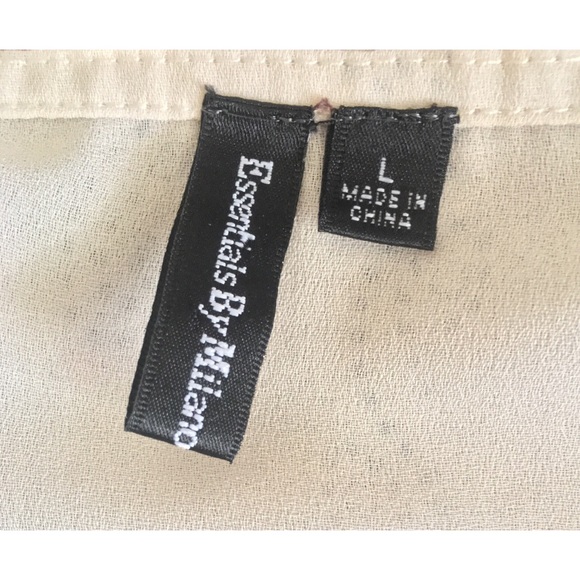 Essentials By Milano
L
MADE IN
CHINA